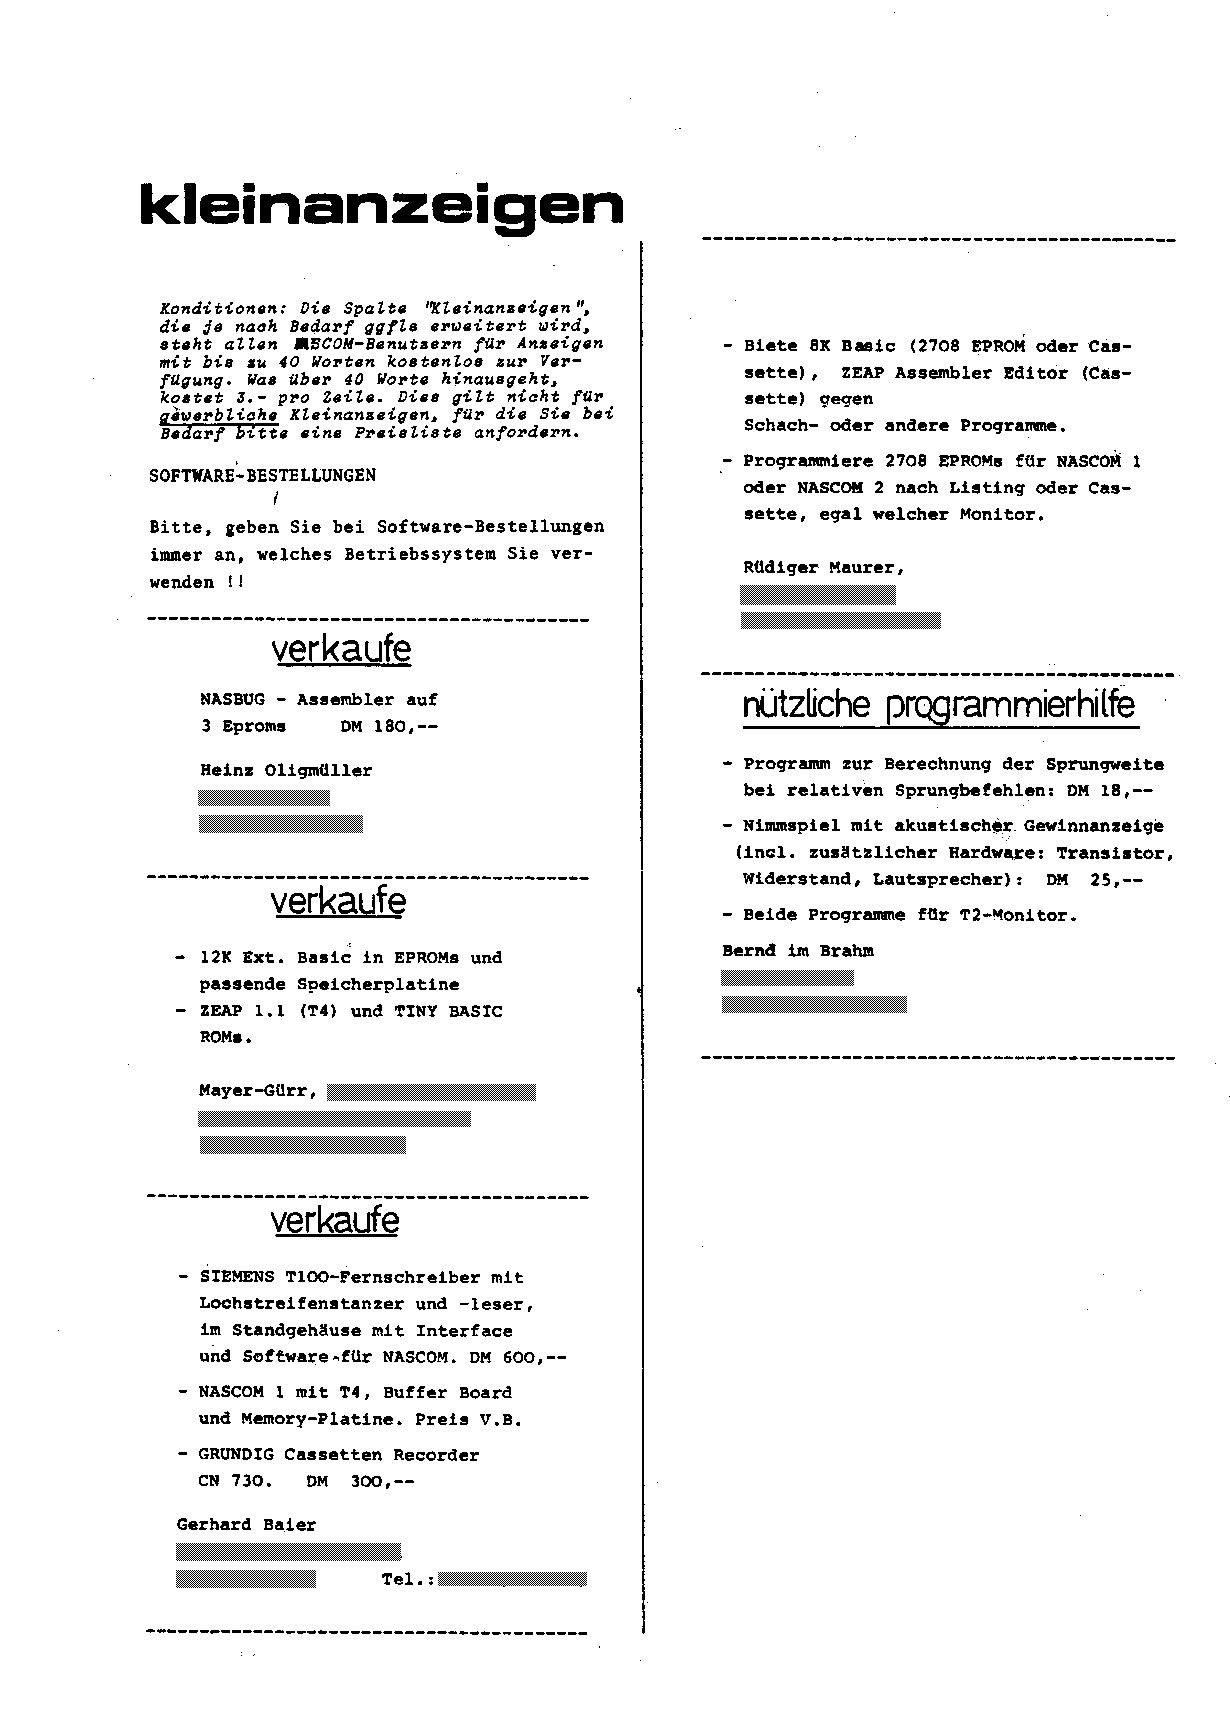 kleinanzeigen
Konditionen: Die Spalte "Kleinanzeigen",
die je nach Bedarf ggfls erweitert wird,
steht allen NASCOM-Benutzern für Anzeigen
mit bis zu 40 Worten kostenlos zur Ver-
fügung. Was über 40 Worte hinausgeht,
kostet 3.- pro Zeile. Dies gilt nicht für
gewerbliche Kleinanzeigen, für die Sie bei
Bedarf bitte eine Preisliste anfordern.
SOFTWARE-BESTELLUNGEN
Bitte, geben Sie bei Software-Bestellungen
immer an, welches Betriebssystem Sie ver-
wenden !!
verkaufe
NASBUG - Assembler auf
3 Eproms DM 180,--
Heinz Oligmüller
verkaufe
- 12K Ext. Basic in EPROMs und
passende Speicherplatine
- ZEAP 1.1 (T4) und TINY BASIC
ROMs.
Mayer-Gürr,
verkaufe
- SIEMENS T100-Fernschreiber mit
Lochstreifenstanzer und -leser,
im Standgehäuse mit Interface
und Software für NASCOM. DM 600,--
- NASCOM 1 mit T4, Buffer Board
und Memory-Platine. Preis V.B.
- GRUNDIG Cassetten Recorder
CN 730. DM 300,--
Gerhard Baier
Tel.:
- Biete 8K Basic (2708 EPROM oder Cas-
sette), ZEAP Assembler Editor (Cas-
sette) gegen
Schach- oder andere Programme.
- Programmiere 2708 EPROMs für NASCOM 1
oder NASCOM 2 nach Listing oder Cas-
sette, egal welcher Monitor.
Rüdiger Maurer,
nützliche programmierhilfe
- Programm zur Berechnung der Sprungweite
bei relativen Sprungbefehlen: DM 18,--
- Nimmspiel mit akustischer Gewinnanzeige
(incl. zusätzlicher Hardware: Transistor,
Widerstand, Lautsprecher): DM 25,--
- Beide Programme für T2-Monitor.
Bernd im Brahm